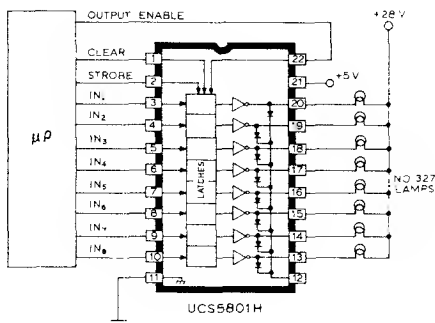 OUTPUT ENABLE
+28 V
CLEAR
1
22
STROBE
2
21
+5 V
IN1
3
20
IN2
4
19
μP
IN3
5
18
IN4
6
17
LATCHES
IN5
7
16
NO 327
LAMPS
IN6
8
15
IN7
9
14
IN8
10
13
11
12
UCS5801H